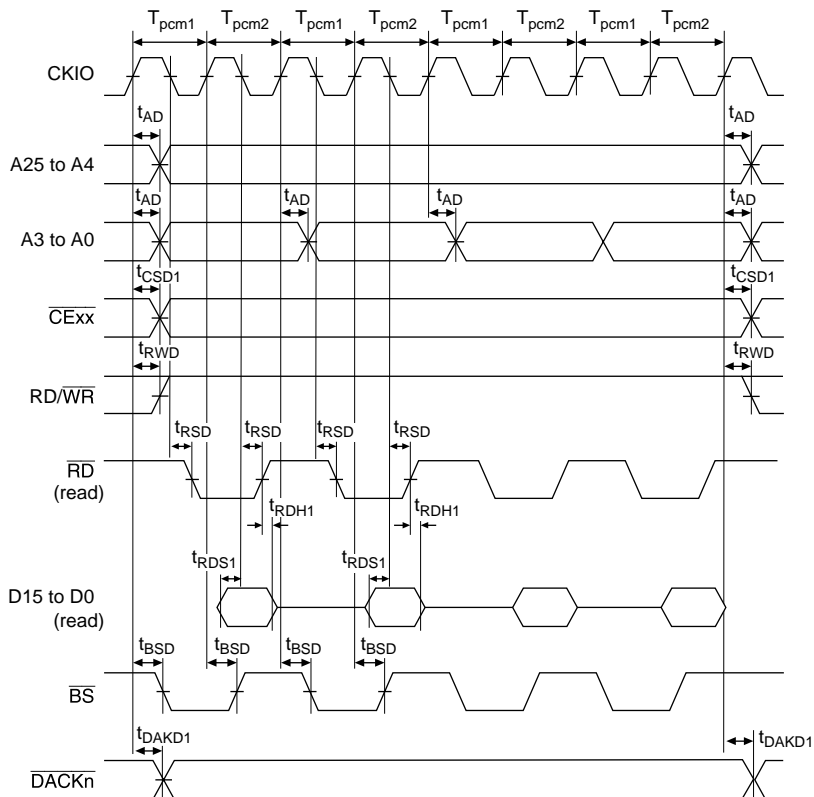 Tpcm1 Tpcm2 Tpcm1 Tpcm2 Tpcm1 Tpcm2 Tpcm1 Tpcm2
CKIO
tAD tAD
A25 to A4
tAD tAD tAD tAD
A3 to A0
tCSD1 tCSD1
CExx
tRWD tRWD
RD/WR
tRSD tRSD tRSD tRSD
RD
(read)
tRDH1 tRDH1
tRDS1 tRDS1
D15 to D0
(read)
tBSD tBSD tBSD tBSD
BS
tDAKD1 tDAKD1
DACKn